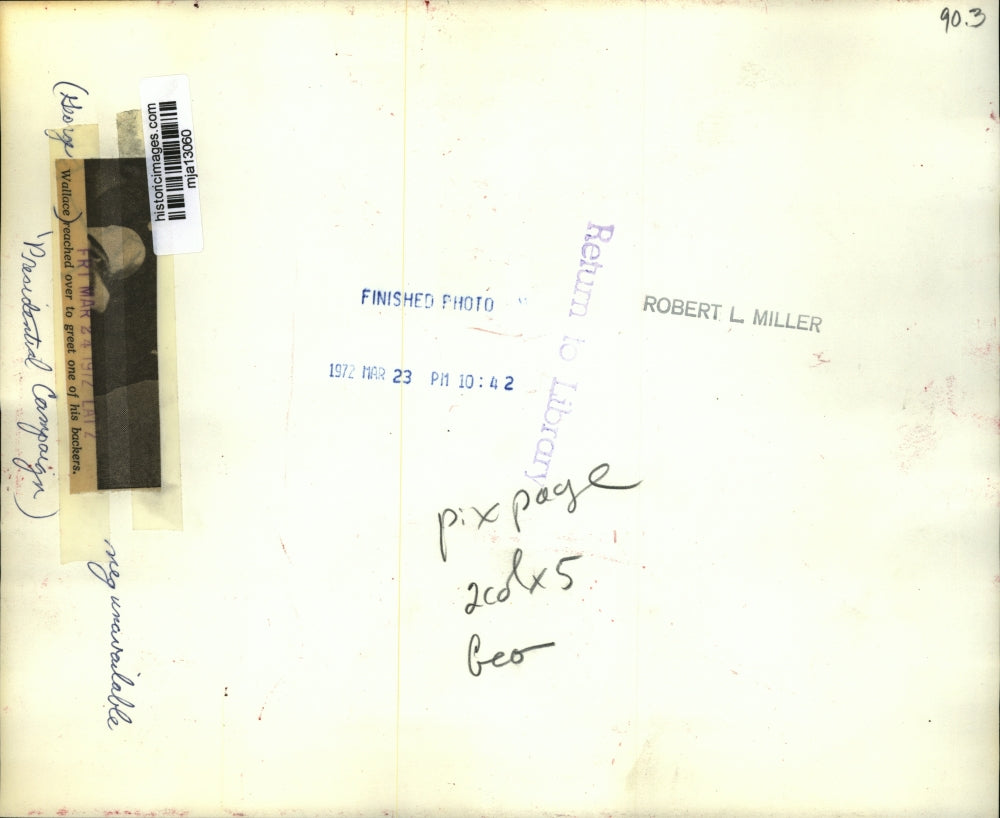 90.3
(George
Wallace) reached over to greet one of his backers.
FRI MAR 24 1972 LATZ
'Presidential Campaign)
neg unavailable
historicimages.com
mja13060
FINISHED PHOTO
1972 MAR 23 PM 10:42
Return to Library
ROBERT L. MILLER
pix page
2col x 5
Geo